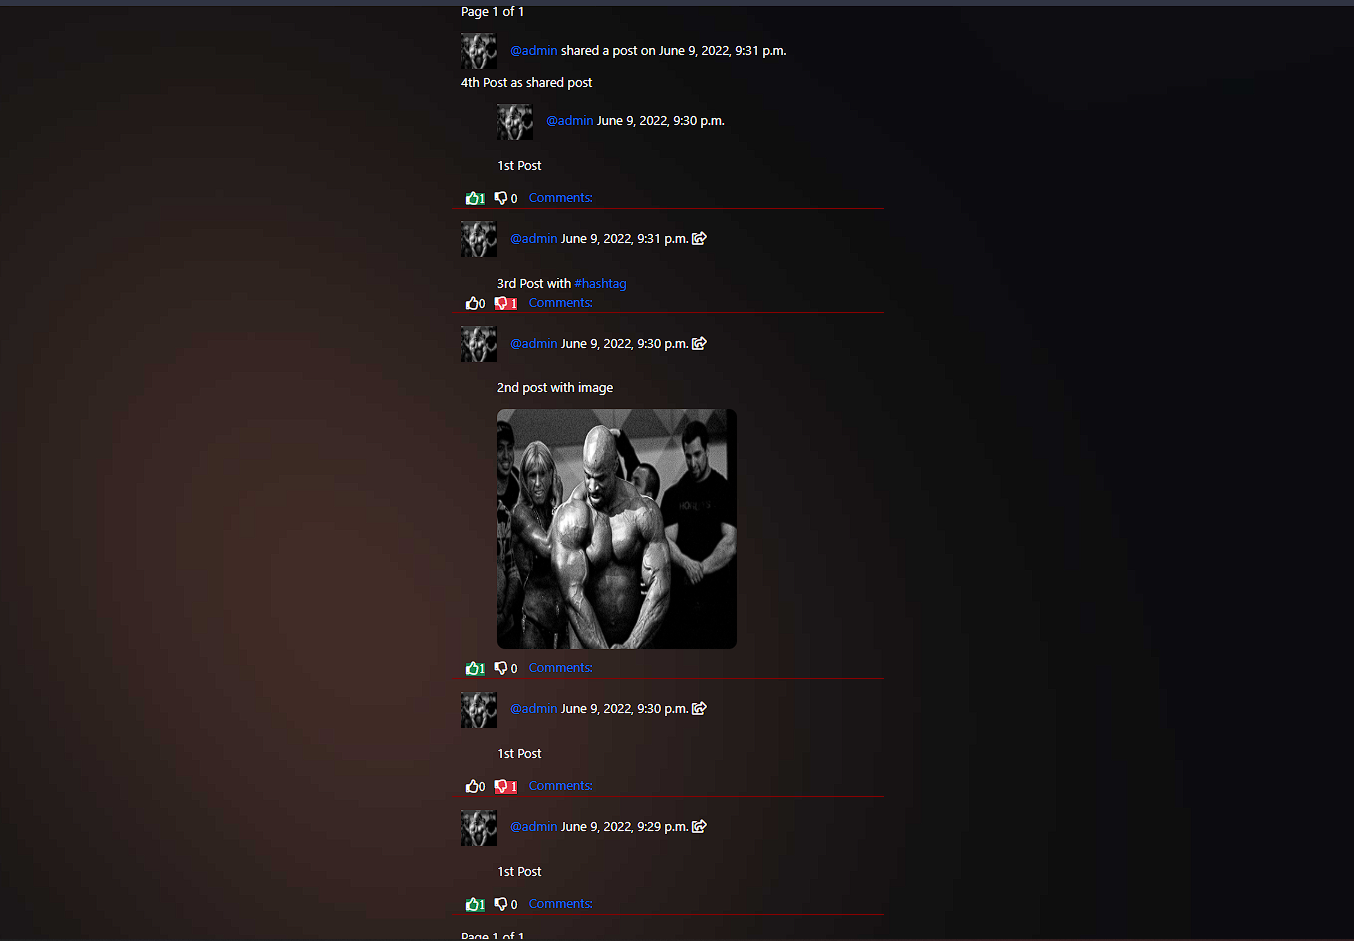 Page 1 of 1
@admin shared a post on June 9, 2022, 9:31 p.m.
4th Post as shared post
@admin June 9, 2022, 9:30 p.m.
1st Post
1 0 Comments:
@admin June 9, 2022, 9:31 p.m.
3rd Post with #hashtag
0 1 Comments:
@admin June 9, 2022, 9:30 p.m.
2nd post with image
1 0 Comments:
@admin June 9, 2022, 9:30 p.m.
1st Post
0 1 Comments:
@admin June 9, 2022, 9:29 p.m.
1st Post
1 0 Comments:
Page 1 of 1